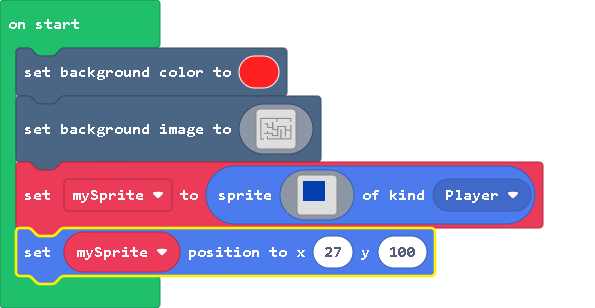 on start
set background color to
set background image to
set mySprite to sprite of kind Player
set mySprite position to x 27 y 100